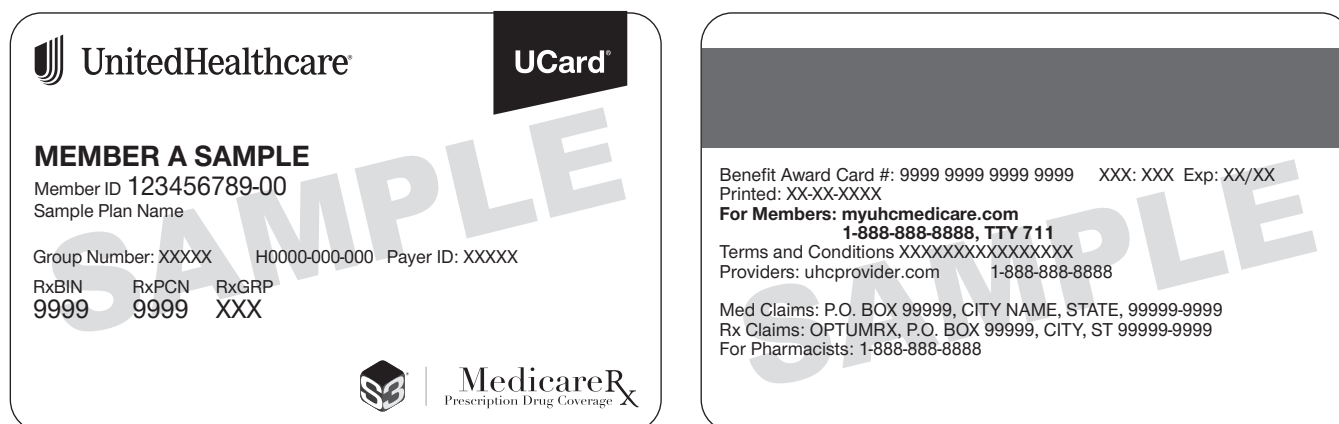 UnitedHealthcare®
UCard®
MEMBER A SAMPLE
Member ID 123456789-00
Sample Plan Name
Group Number: XXXXX H0000-000-000 Payer ID: XXXXX
RxBIN RxPCN RxGRP
9999 9999 XXX
SAMPLE
S3
MedicareRx
Prescription Drug Coverage
Benefit Award Card #: 9999 9999 9999 9999 XXX: XXX Exp: XX/XX
Printed: XX-XX-XXXX
For Members: myuhcmedicare.com
1-888-888-8888, TTY 711
Terms and Conditions XXXXXXXXXXXXXXXX
Providers: uhcprovider.com 1-888-888-8888
Med Claims: P.O. BOX 99999, CITY NAME, STATE, 99999-9999
Rx Claims: OPTUMRX, P.O. BOX 99999, CITY, ST 99999-9999
For Pharmacists: 1-888-888-8888
SAMPLE